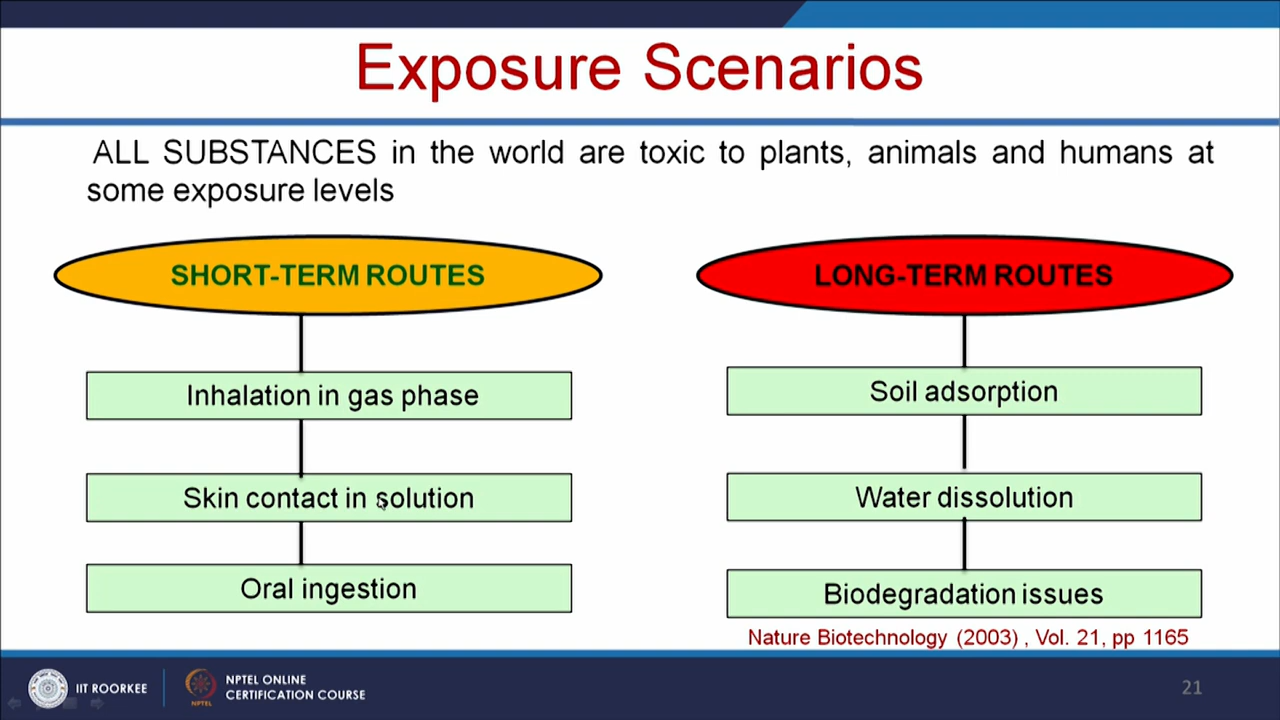 Exposure Scenarios
ALL SUBSTANCES in the world are toxic to plants, animals and humans at
some exposure levels
SHORT-TERM ROUTES
Inhalation in gas phase
Skin contact in solution
Oral ingestion
LONG-TERM ROUTES
Soil adsorption
Water dissolution
Biodegradation issues
Nature Biotechnology (2003) , Vol. 21, pp 1165
IIT ROORKEE
NPTEL
NPTEL ONLINE
CERTIFICATION COURSE
21